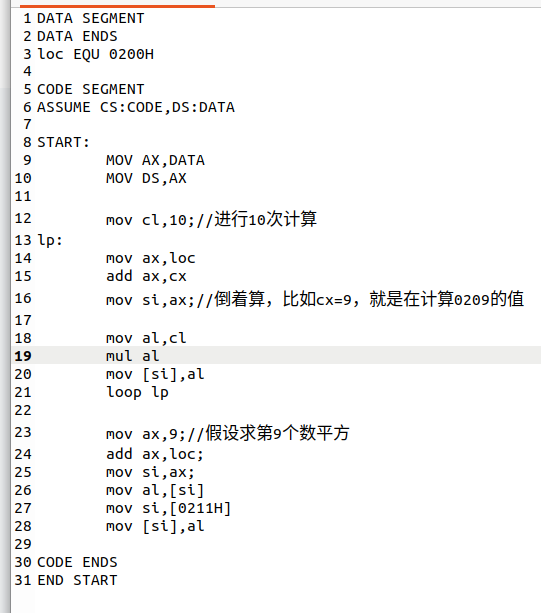 1 DATA SEGMENT
2 DATA ENDS
3 loc EQU 0200H
4
5 CODE SEGMENT
6 ASSUME CS:CODE,DS:DATA
7
8 START:
9 MOV AX,DATA
10 MOV DS,AX
11
12 mov cl,10;//进行10次计算
13 lp:
14 mov ax,loc
15 add ax,cx
16 mov si,ax;//倒着算，比如cx=9，就是在计算0209的值
17
18 mov al,cl
19 mul al
20 mov [si],al
21 loop lp
22
23 mov ax,9;//假设求第9个数平方
24 add ax,loc;
25 mov si,ax;
26 mov al,[si]
27 mov si,[0211H]
28 mov [si],al
29
30 CODE ENDS
31 END START